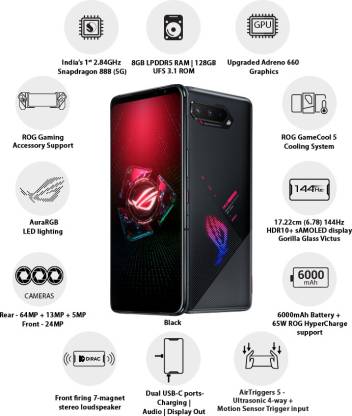 GPU
India's 1st 2.84GHz
Snapdragon 888 (5G)
8GB LPDDR5 RAM | 128GB
UFS 3.1 ROM
Upgraded Adreno 660
Graphics
ROG Gaming
Accessory Support
ROG GameCool 5
Cooling System
144Hz
AuraRGB
LED lighting
17.22cm (6.78) 144Hz
HDR10+ sAMOLED display
Gorilla Glass Victus
CAMERAS
6000
mAh
Rear - 64MP + 13MP + 5MP
Front - 24MP
Black
6000mAh Battery +
65W ROG HyperCharge
support
DIRAC
Front firing 7-magnet
stereo loudspeaker
Dual USB-C ports-
Charging |
Audio | Display Out
AirTriggers 5 -
Ultrasonic 4-way +
Motion Sensor Trigger input